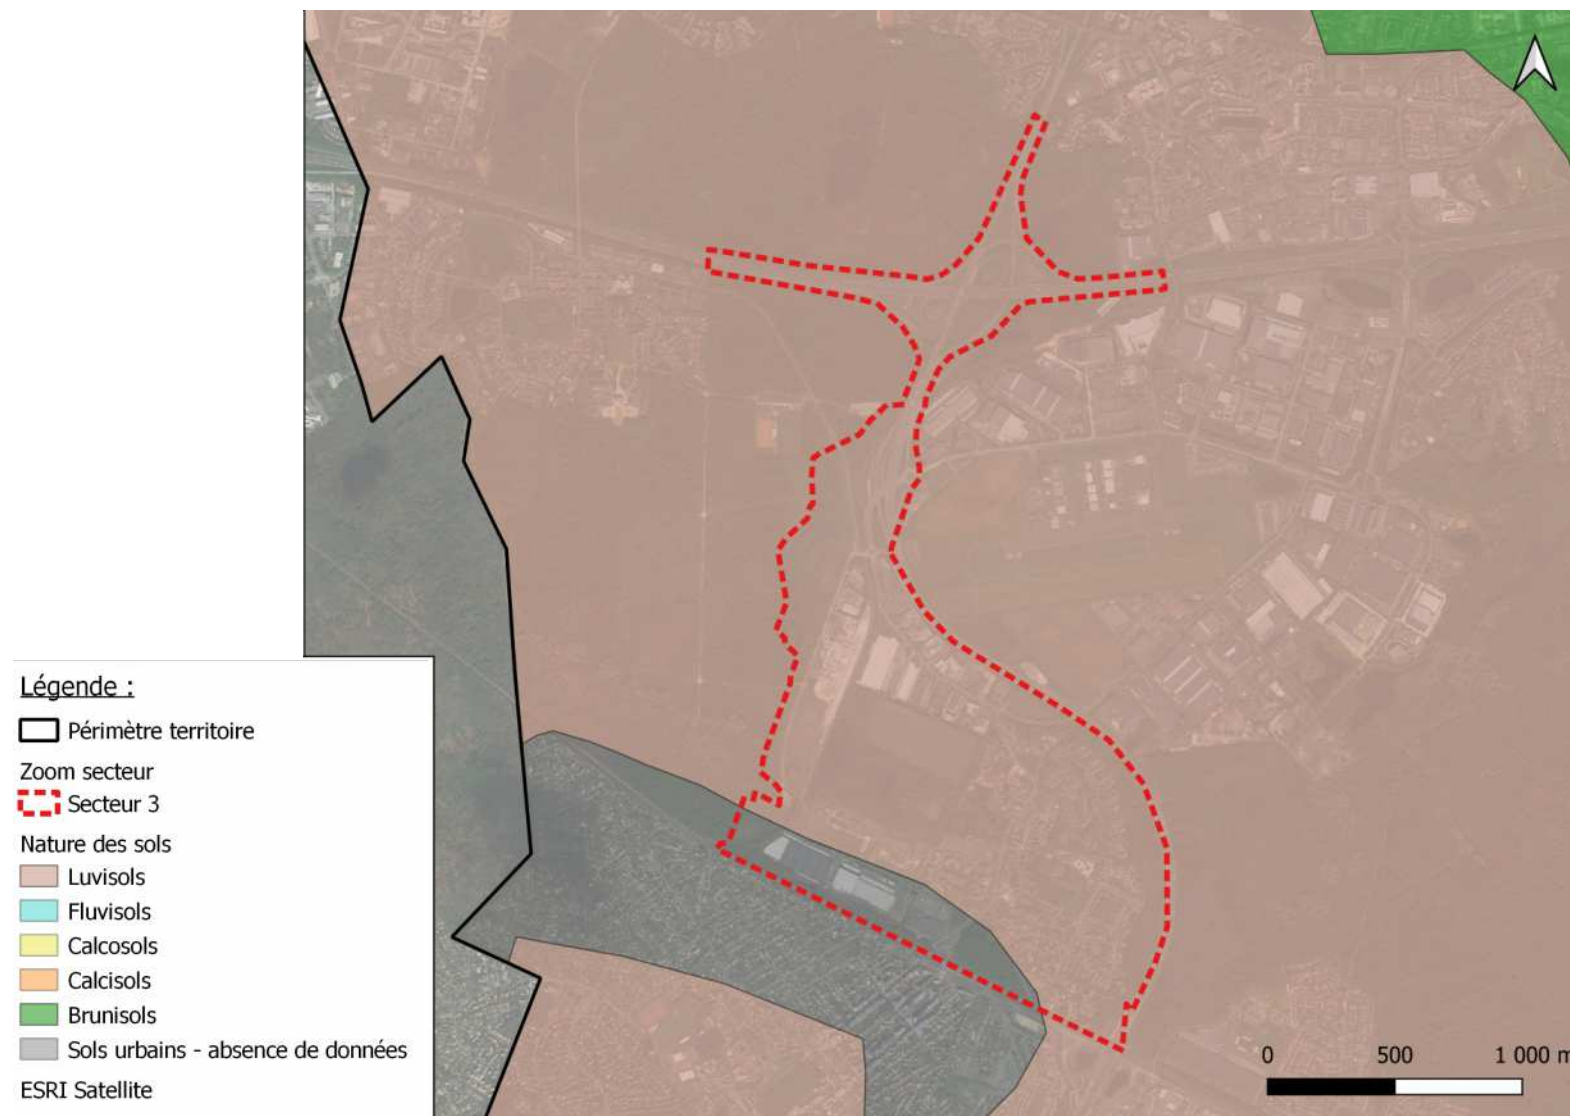 Légende :
Périmètre territoire
Zoom secteur
Secteur 3
Nature des sols
Luvisols
Fluvisols
Calcosols
Calcisols
Brunisols
Sols urbains - absence de données
ESRI Satellite
0 500 1 000 m